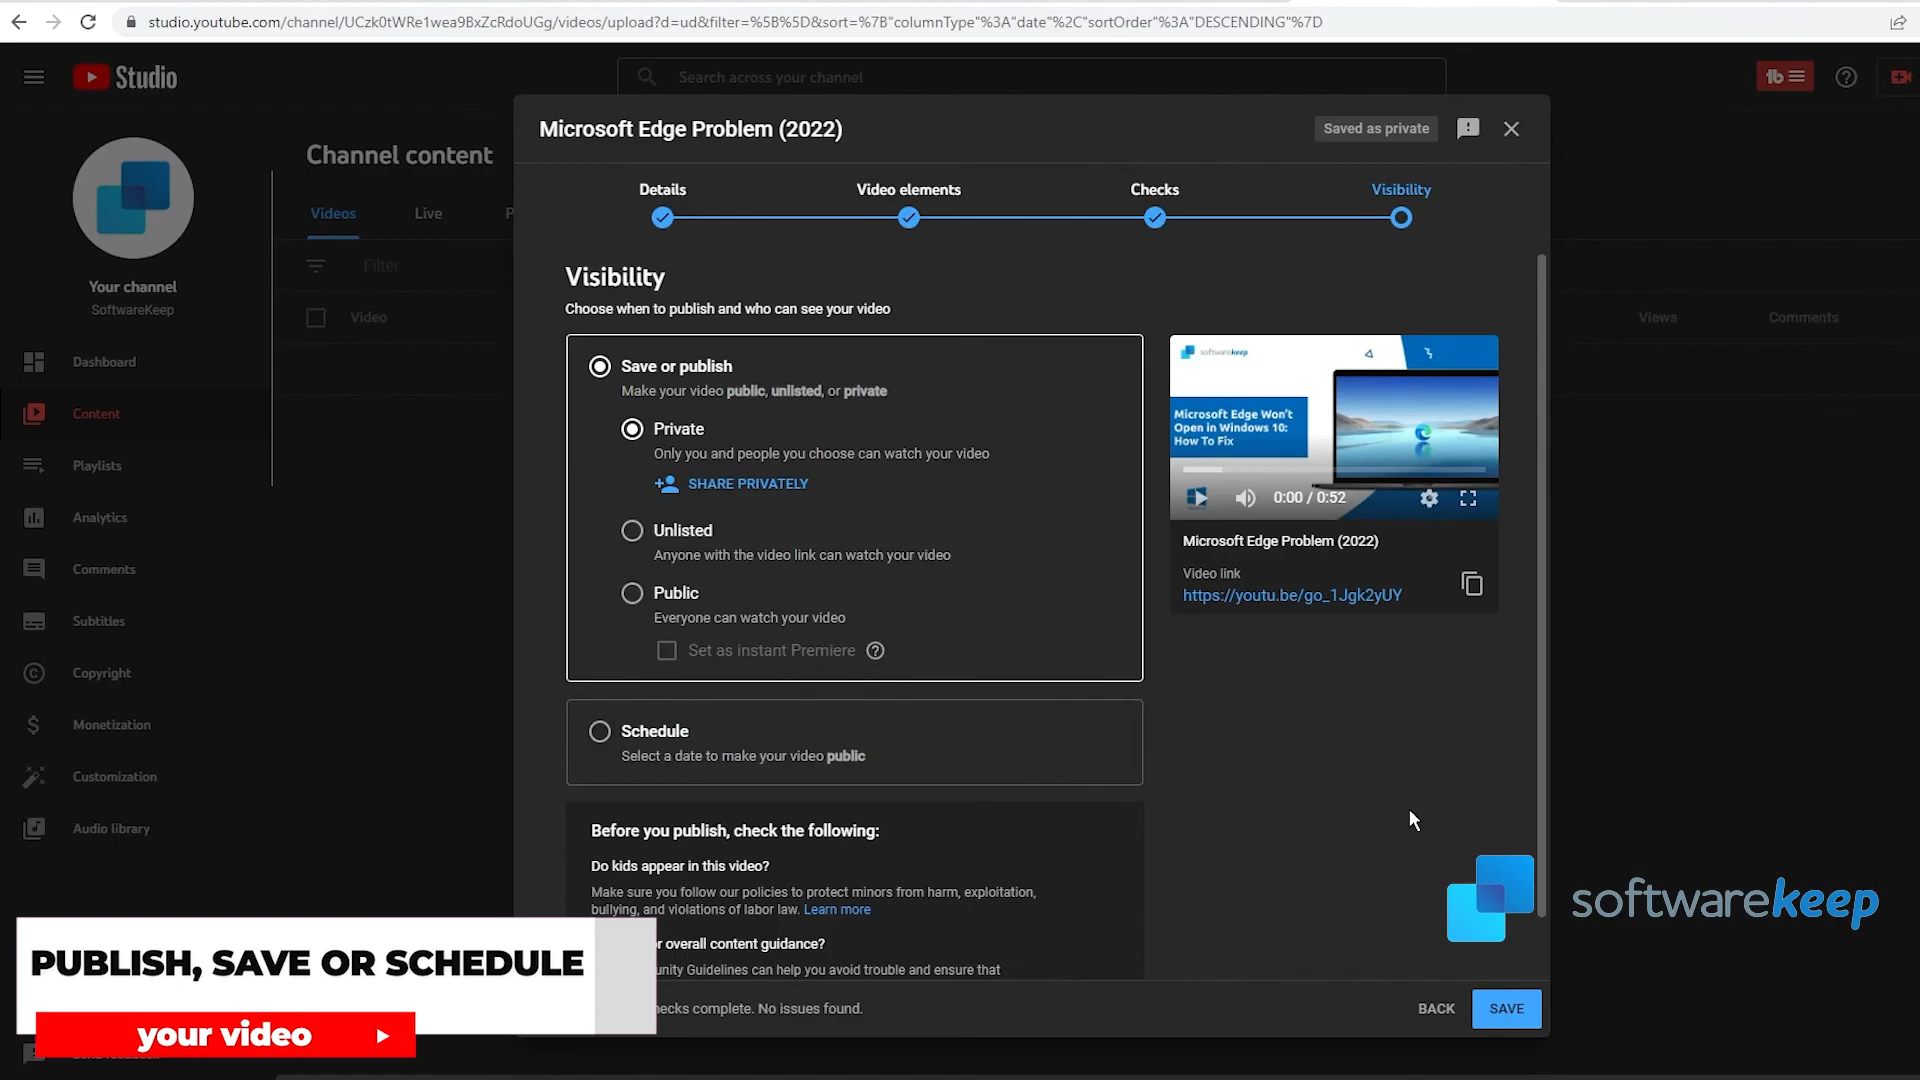 studio.youtube.com/channel/UCzk0tWRe1wea9BxZcRdoUGg/videos/upload?d=ud&filter=%5B%5D&sort=%7B"columnType"%3A"date"%2C"sortOrder"%3A"DESCENDING"%7D
Studio
Search across your channel
Microsoft Edge Problem (2022)
Saved as private
Channel content
Details
Video elements
Checks
Visibility
Videos
Live
P
Filter
Video
Views
Comments
Your channel
SoftwareKeep
Dashboard
Content
Playlists
Analytics
Comments
Subtitles
Copyright
Monetization
Customization
Audio library
Visibility
Choose when to publish and who can see your video
Save or publish
Make your video public, unlisted, or private
Private
Only you and people you choose can watch your video
SHARE PRIVATELY
Unlisted
Anyone with the video link can watch your video
Public
Everyone can watch your video
Set as instant Premiere
Schedule
Select a date to make your video public
Before you publish, check the following:
Do kids appear in this video?
Make sure you follow our policies to protect minors from harm, exploitation,
bullying, and violations of labor law. Learn more
or overall content guidance?
unity Guidelines can help you avoid trouble and ensure that
hecks complete. No issues found.
BACK
SAVE
softwarekeep
Microsoft Edge Won't
Open in Windows 10:
How To Fix
0:00 / 0:52
Microsoft Edge Problem (2022)
Video link
https://youtu.be/go_1Jgk2yUY
softwarekeep
PUBLISH, SAVE OR SCHEDULE
your video